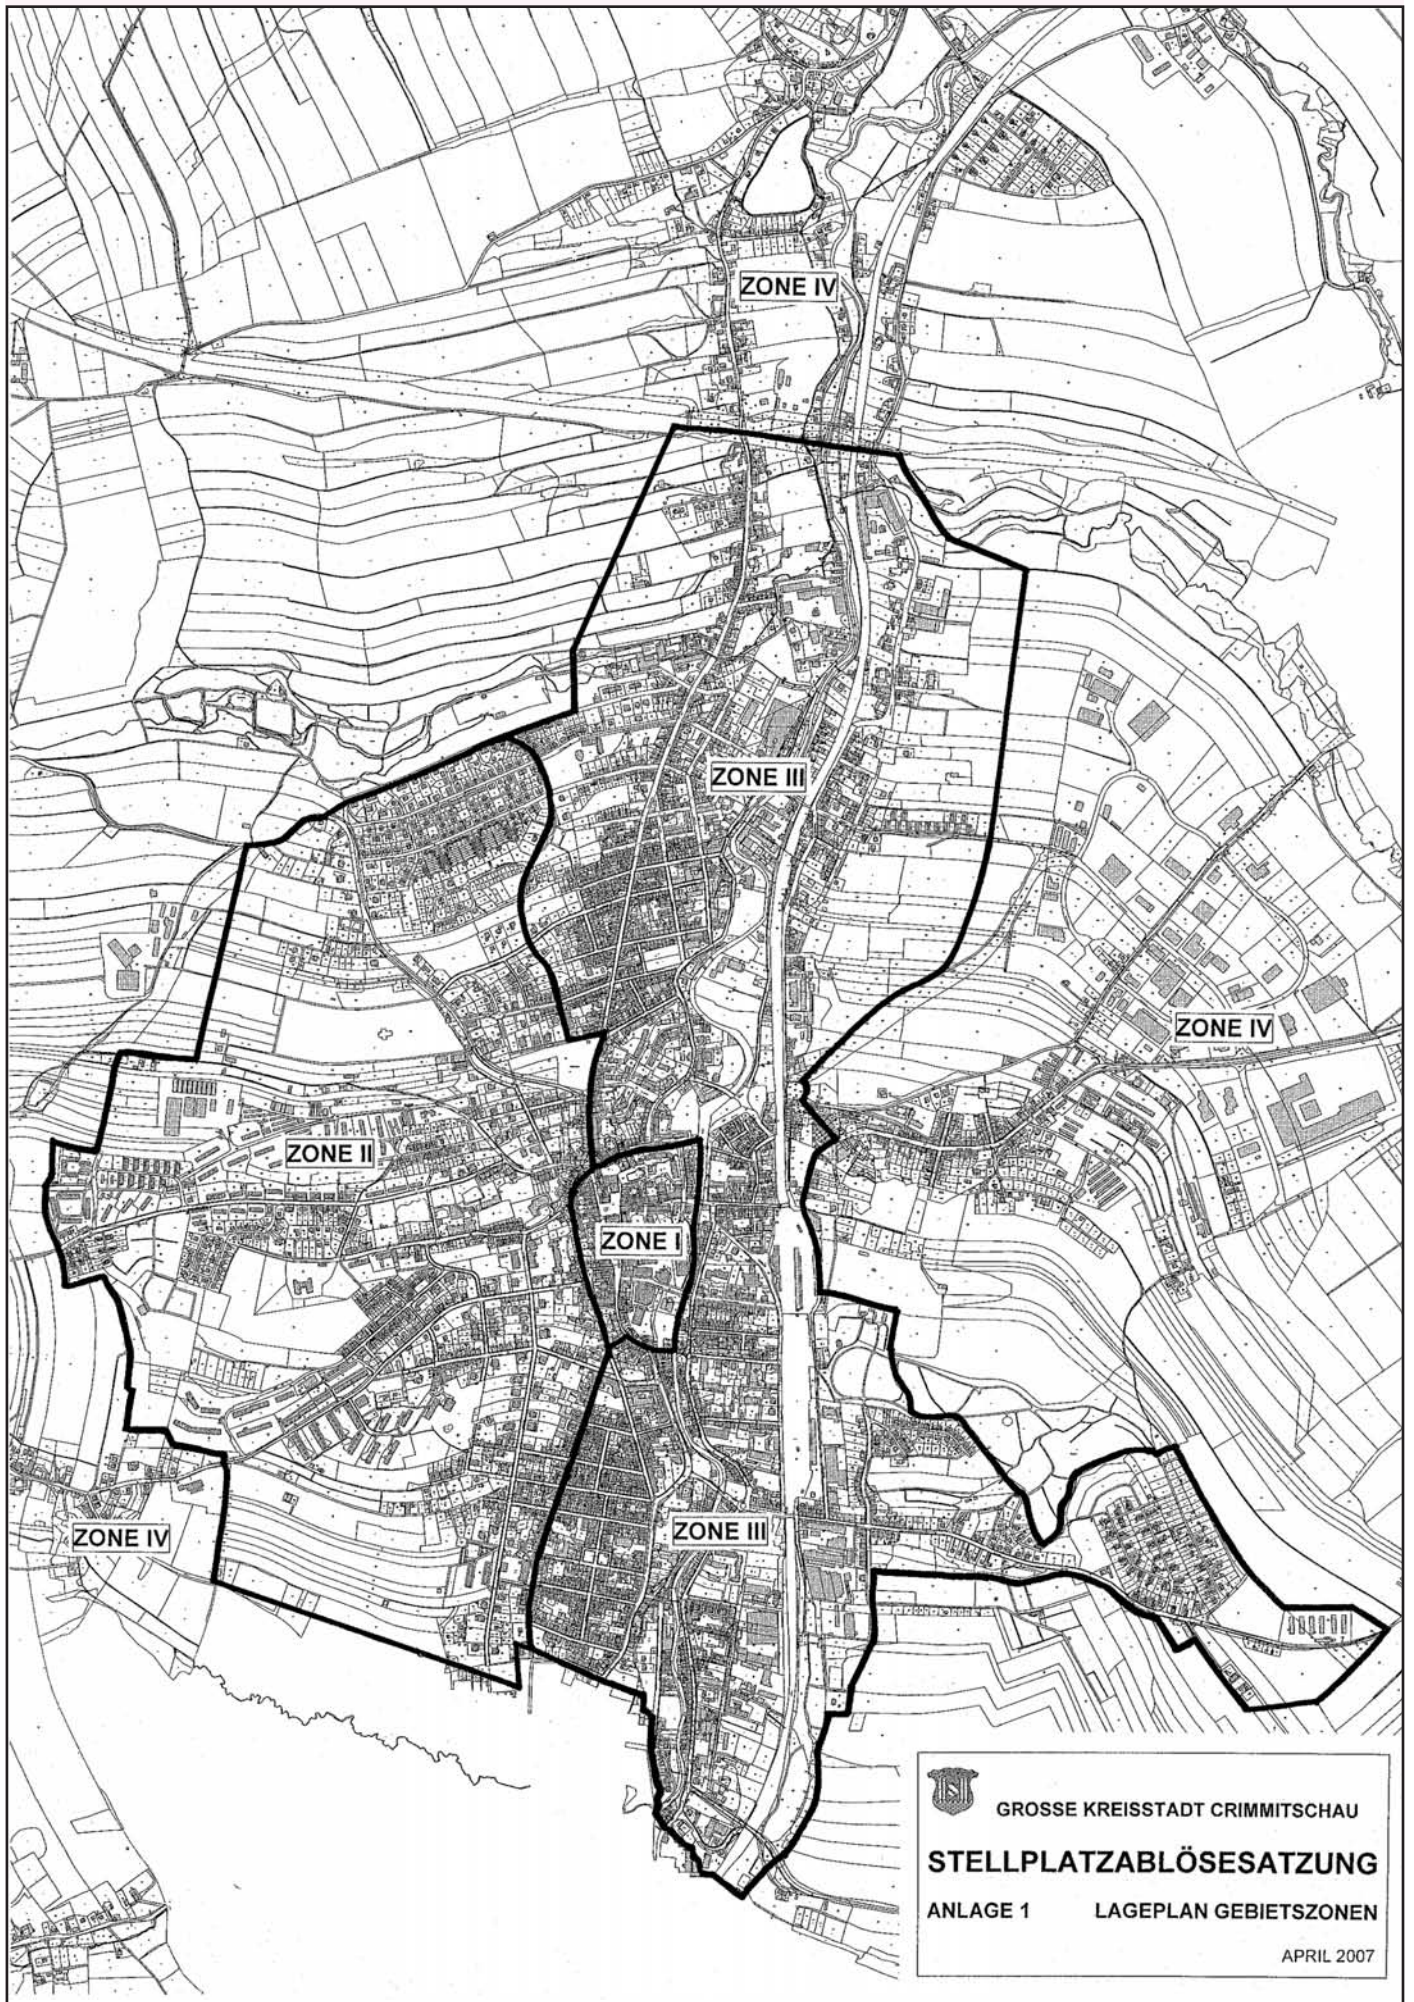 ZONE IV
ZONE III
ZONE IV
ZONE II
ZONE I
ZONE III
ZONE IV
GROSSE KREISSTADT CRIMMITSCHAU
STELLPLATZABLÖSESATZUNG
ANLAGE 1 LAGEPLAN GEBIETSZONEN
APRIL 2007